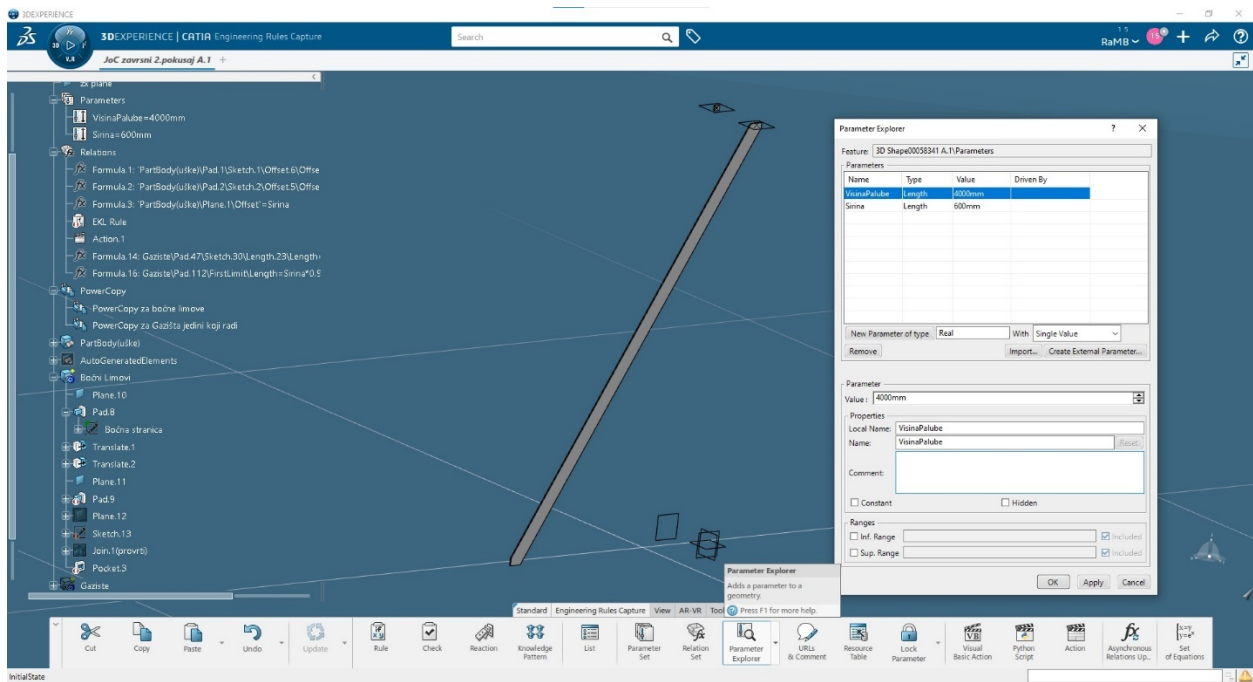 3DEXPERIENCE
3DEXPERIENCE | CATIA Engineering Rules Capture
Search
1 5
RaMB
JoC zavrsni 2.pokusaj A.1
zx plane
Parameters
VisinaPalube=4000mm
Sirina=600mm
Relations
Formula.1: `PartBody(uške)\Pad.1\Sketch.1\Offset.6\Offse
Formula.2: `PartBody(uške)\Pad.2\Sketch.2\Offset.5\Offse
Formula.3: `PartBody(uške)\Plane.1\Offset`=Sirina
EKL Rule
Action.1
Formula.14: Gaziste\Pad.47\Sketch.30\Length.23\Length
Formula.16: Gaziste\Pad.112\FirstLimit\Length=Sirina*0.9
PowerCopy
PowerCopy za bočne limove
PowerCopy za Gazišta jedini koji radi
PartBody(uške)
AutoGeneratedElements
Bočni Limovi
Plane.10
Pad.8
Bočna stranica
Translate.1
Translate.2
Plane.11
Pad.9
Plane.12
Sketch.13
Join.1(provrti)
Pocket.3
Gaziste
Parameter Explorer
Feature: 3D Shape00058341 A.1\Parameters
Parameters
Name Type Value Driven By
VisinaPalube Length 4000mm
Sirina Length 600mm
New Parameter of type Real With Single Value
Remove Import... Create External Parameter...
Parameter
Value : 4000mm
Properties
Local Name: VisinaPalube
Name: VisinaPalube Reset
Comment:
Constant Hidden
Ranges
Inf. Range Included
Sup. Range Included
OK Apply Cancel
Parameter Explorer
Adds a parameter to a
geometry.
Press F1 for more help.
Standard Engineering Rules Capture View AR-VR Tool
Cut Copy Paste Undo Update Rule Check Reaction Knowledge Pattern List Parameter Set Relation Set Parameter Explorer URLs & Comment Resource Table Lock Parameter Visual Basic Action Python Script Action Asynchronous Relations Up.. Set of Equations
InitialState